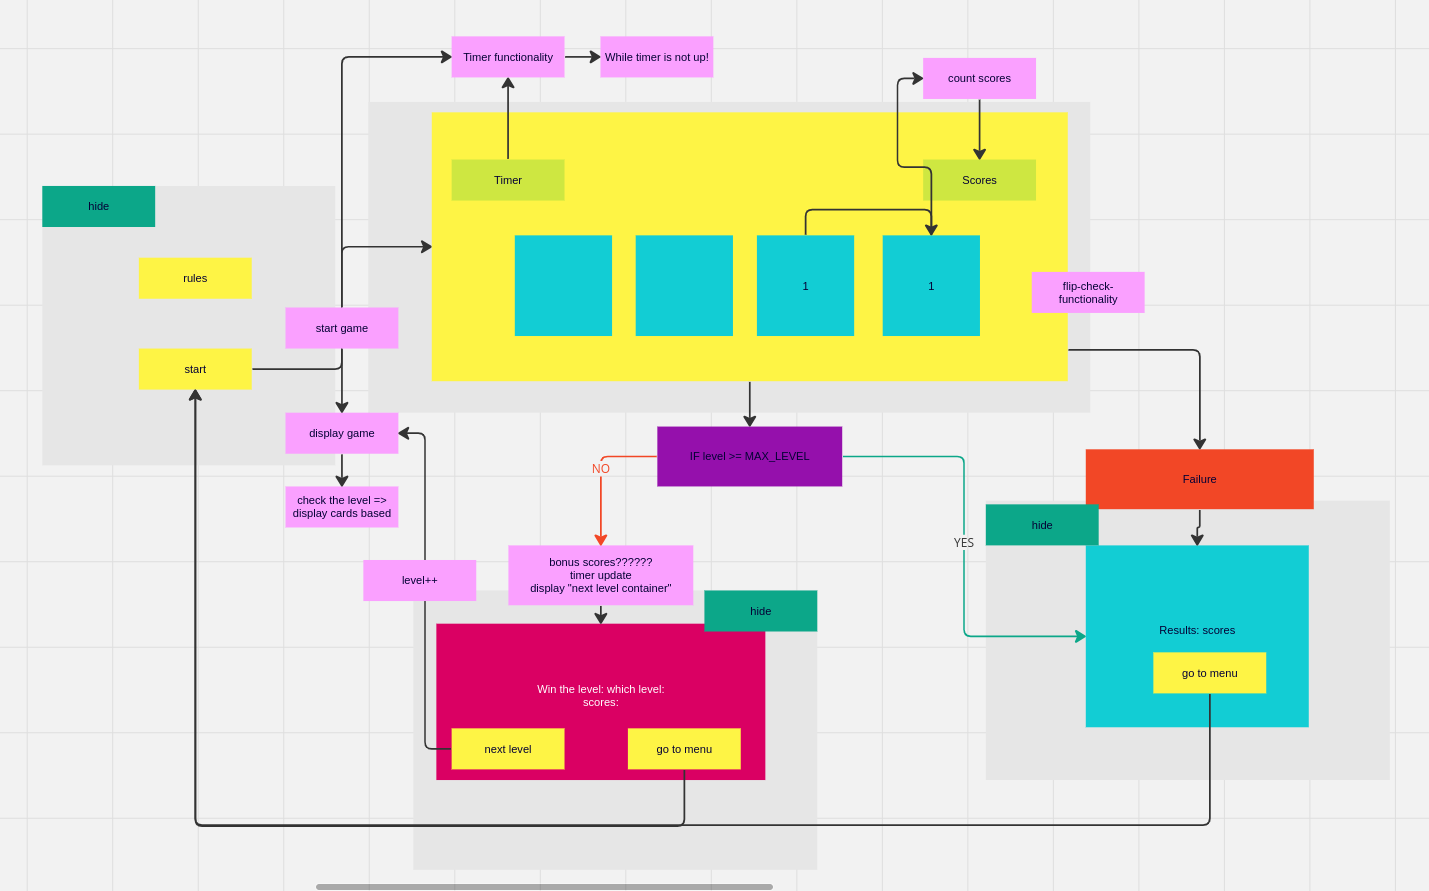 Timer functionality
While timer is not up!
count scores
Timer
Scores
hide
rules
1
1
flip-check-
functionality
start game
start
display game
IF level >= MAX_LEVEL
NO
Failure
check the level =>
display cards based
hide
YES
bonus scores??????
timer update
display "next level container"
level++
hide
Results: scores
go to menu
Win the level: which level:
scores:
next level
go to menu